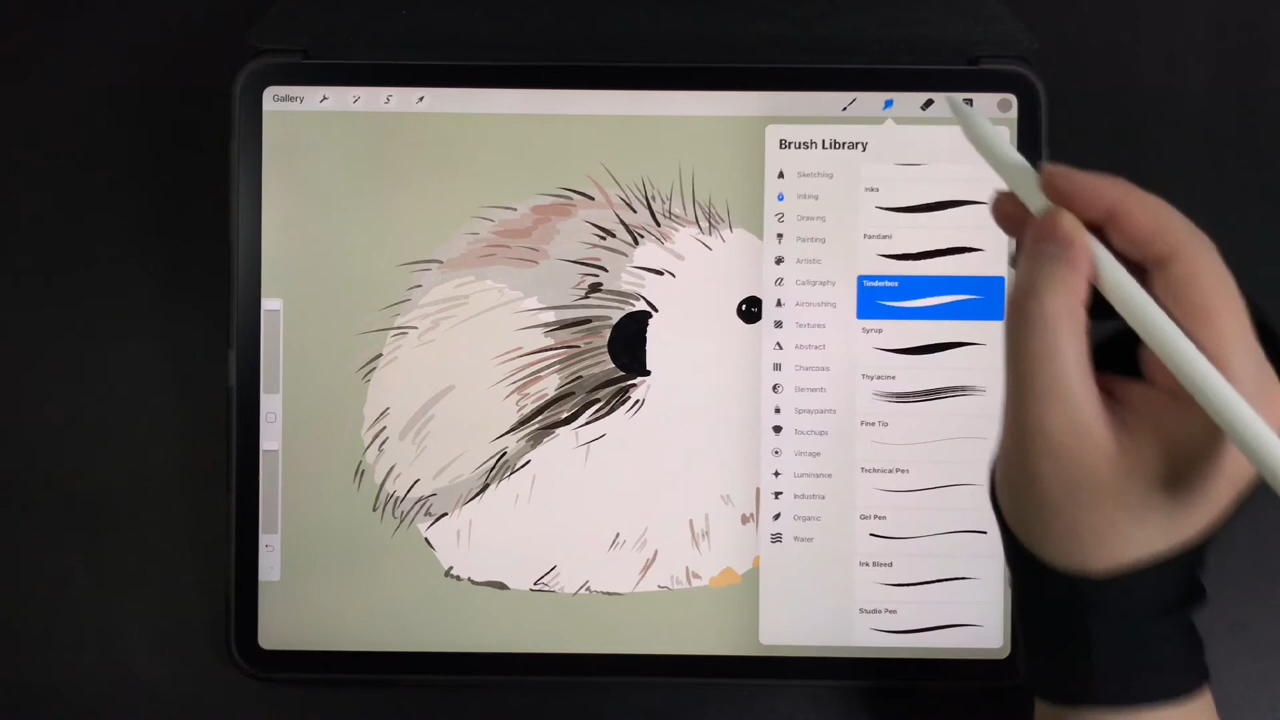 Gallery
Brush Library
Sketching
Inking
Drawing
Painting
Artistic
Calligraphy
Airbrushing
Textures
Abstract
Charcoals
Elements
Spraypaints
Touchups
Vintage
Luminance
Industrial
Organic
Water
Inka
Pandani
Tinderbox
Syrup
Thylacine
Fine Tip
Technical Pen
Gel Pen
Ink Bleed
Studio Pen